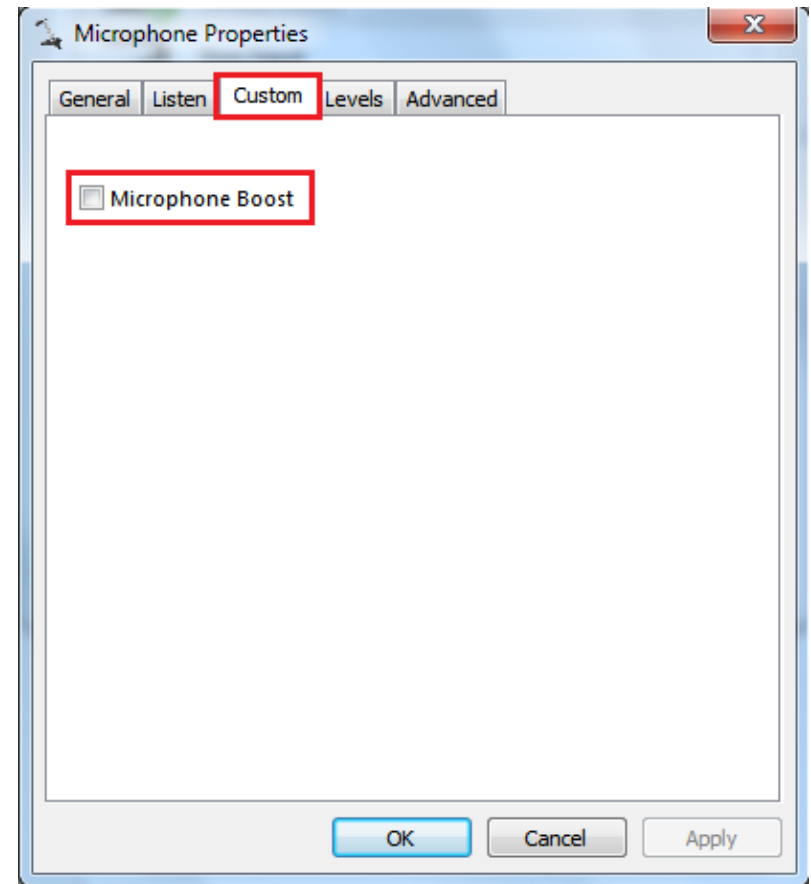 Microphone Properties
General Listen Custom Levels Advanced
Microphone Boost
OK Cancel Apply